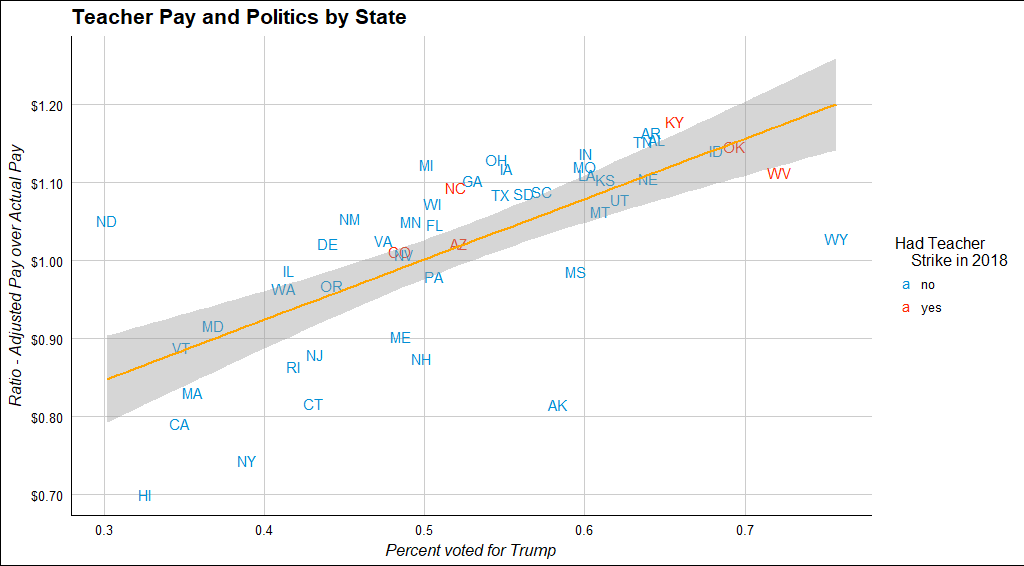 Teacher Pay and Politics by State
Ratio - Adjusted Pay over Actual Pay
$1.20
$1.10
$1.00
$0.90
$0.80
$0.70
KY
AR
TN AL
OK
ID
IN
OH
MI
IA
MO
LA
KS
NE
WV
GA
NC
TX
SD
SC
UT
WI
MT
ND
NM
MN
FL
WY
DE
VA
AZ
CO
NV
IL
MS
PA
OR
WA
MD
ME
VT
NJ
NH
RI
MA
CT
AK
CA
NY
HI
0.3
0.4
0.5
0.6
0.7
Percent voted for Trump
Had Teacher
Strike in 2018
a no
a yes